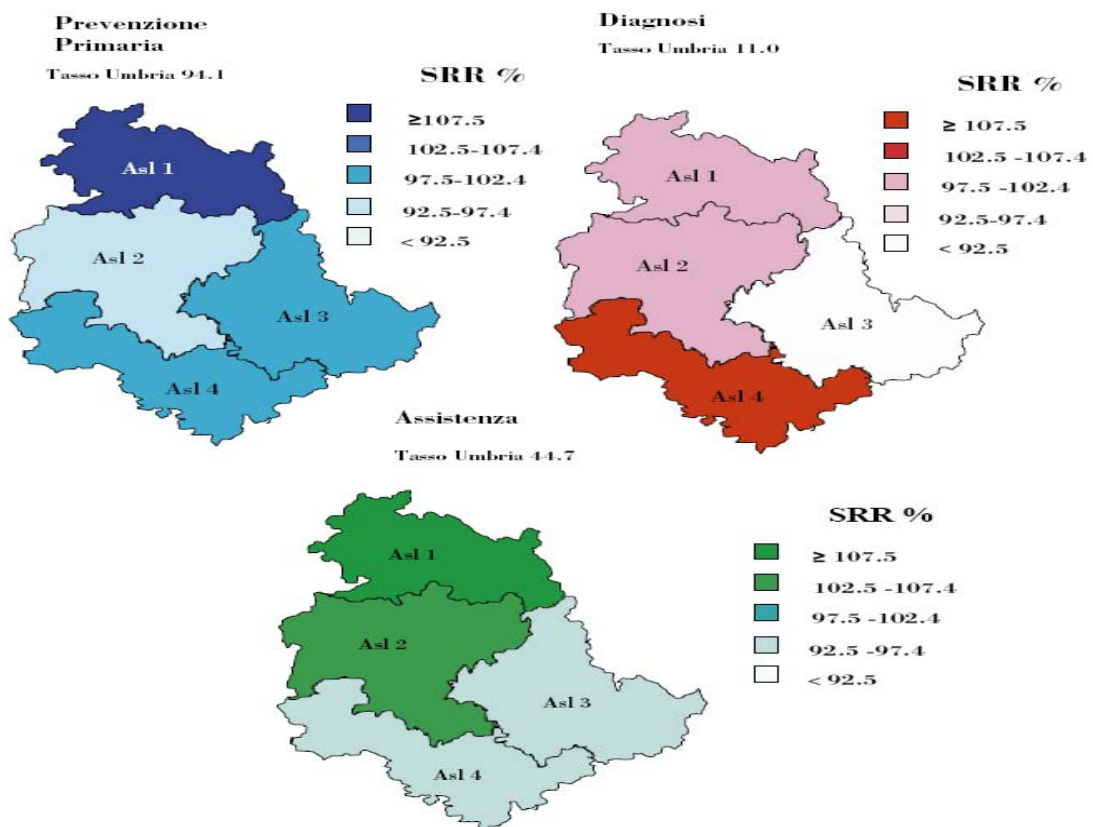 Prevenzione
Primaria
Tasso Umbria 94.1
SRR %
≥107.5
102.5-107.4
97.5-102.4
92.5-97.4
< 92.5
Asl 1
Asl 2
Asl 3
Asl 4
Diagnosi
Tasso Umbria 11.0
SRR %
≥ 107.5
102.5 -107.4
97.5 -102.4
92.5-97.4
< 92.5
Asl 1
Asl 2
Asl 3
Asl 4
Assistenza
Tasso Umbria 44.7
SRR %
≥ 107.5
102.5 -107.4
97.5 -102.4
92.5 -97.4
< 92.5
Asl 1
Asl 2
Asl 3
Asl 4